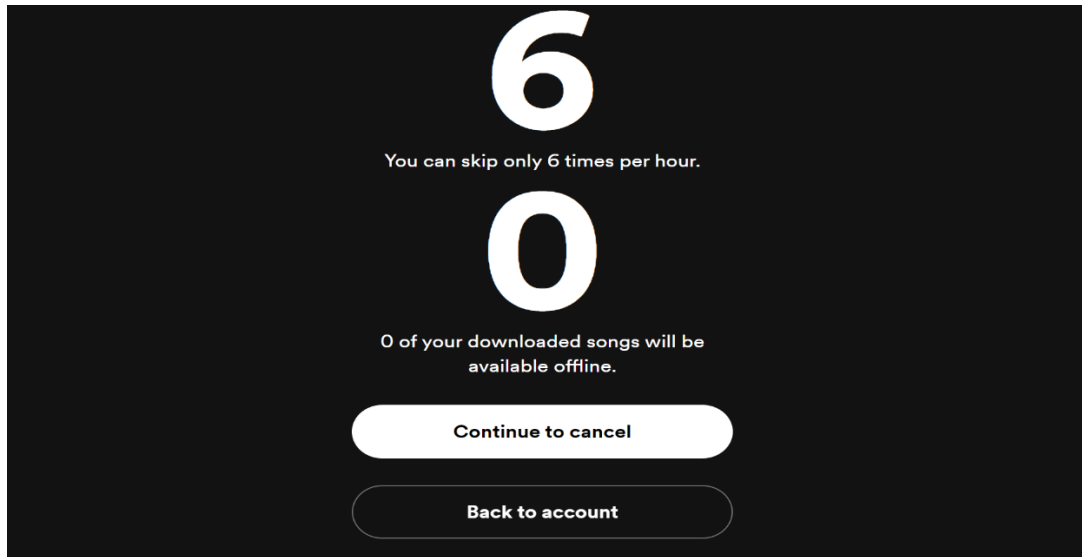 6
You can skip only 6 times per hour.
0
0 of your downloaded songs will be
available offline.
Continue to cancel
Back to account